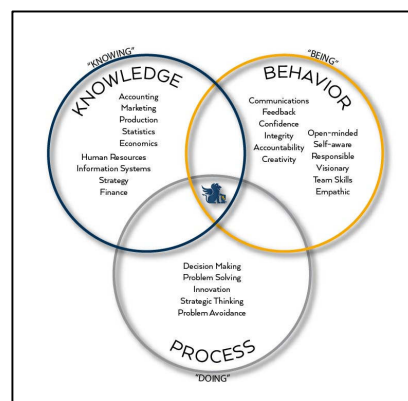 "KNOWING"
KNOWLEDGE
Accounting
Marketing
Production
Statistics
Economics
Human Resources
Information Systems
Strategy
Finance
"BEING"
BEHAVIOR
Communications
Feedback
Confidence
Integrity
Accountability
Creativity
Open-minded
Self-aware
Responsible
Visionary
Team Skills
Empathic
Decision Making
Problem Solving
Innovation
Strategic Thinking
Problem Avoidance
PROCESS
"DOING"